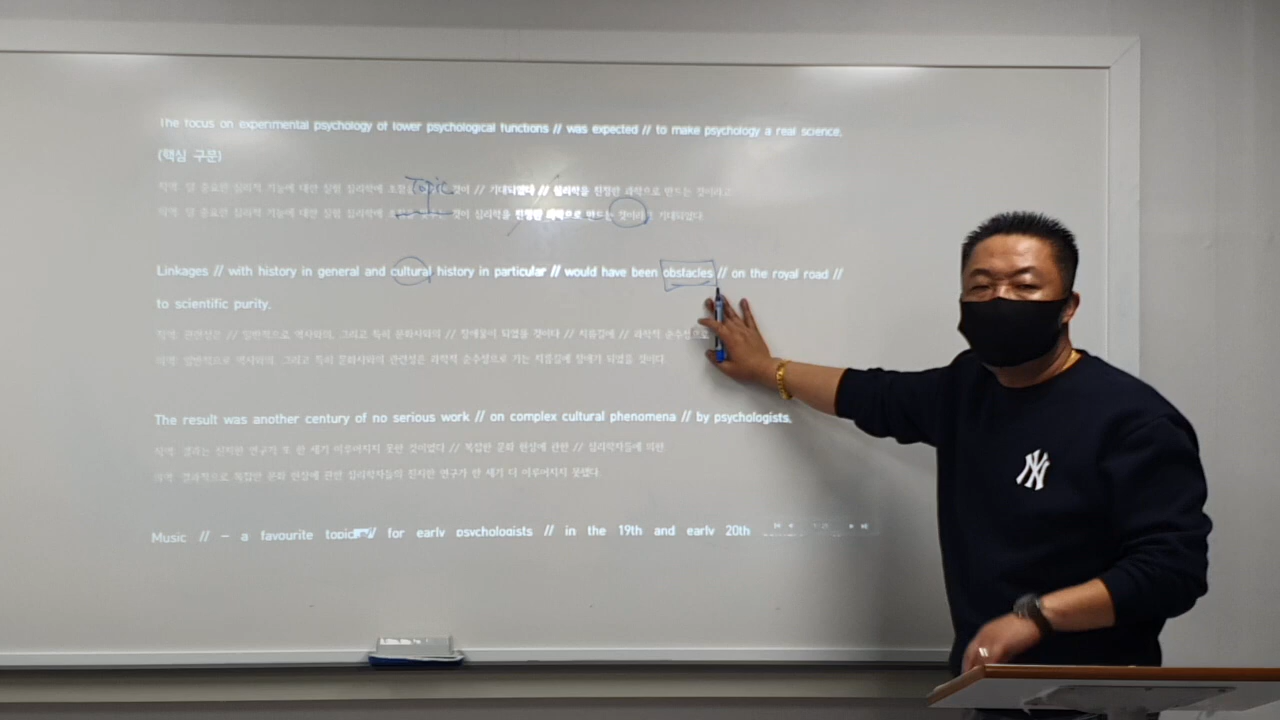 The focus on experimental psychology of lower psychological functions // was expected // to make psychology a real science.
(핵심 구문)
Topic
직역: 덜 중요한 심리적 기능에 대한 실험 심리학에 것이 // 기대되었다 // 심리학을 진정한 과학으로 만드는 것이라고
의역: 덜 중요한 심리적 기능에 대한 실험 심리학에 것이 심리학을 진정한 과학으로 만드는 것이라고 기대되었다.
Linkages // with history in general and cultural history in particular // would have been obstacles // on the royal road //
to scientific purity.
직역: 관련성은 // 일반적으로 역사와의, 그리고 특히 문화사와의 // 장애물이 되었을 것이다 // 지름길에 // 과학적 순수성으로
의역: 일반적으로 역사와의, 그리고 특히 문화사와의 관련성은 과학적 순수성으로 가는 지름길에 장애가 되었을 것이다.
The result was another century of no serious work // on complex cultural phenomena // by psychologists.
직역: 결과는 진지한 연구가 또 한 세기 이루어지지 못한 것이었다 // 복잡한 문화 현상에 관한 // 심리학자들에 의한
의역: 결과적으로 복잡한 문화 현상에 관한 심리학자들의 진지한 연구가 한 세기 더 이루어지지 못했다.
Music // – a favourite topic // for early psychologists // in the 19th and early 20th
NY